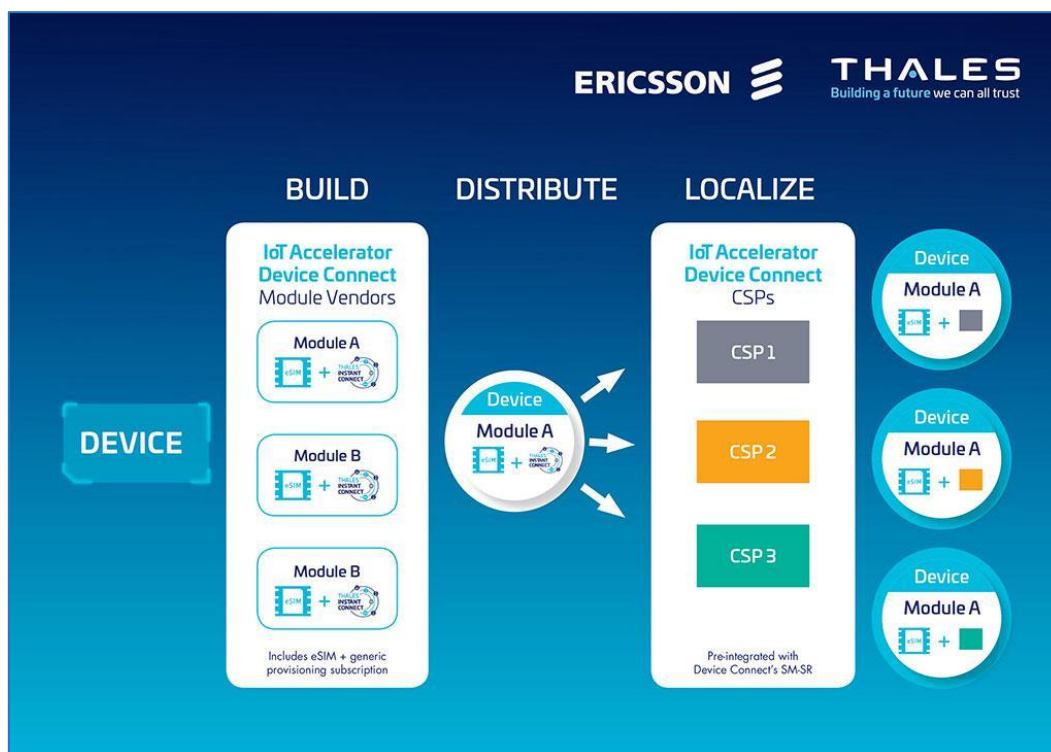 ERICSSON
THALES
Building a future we can all trust
BUILD
DISTRIBUTE
LOCALIZE
DEVICE
IoT Accelerator
Device Connect
Module Vendors
Module A
eSIM + THALES INSTANT CONNECT
Module B
eSIM + THALES INSTANT CONNECT
Module B
eSIM + THALES INSTANT CONNECT
Includes eSIM + generic
provisioning subscription
Device
Module A
eSIM + THALES INSTANT CONNECT
IoT Accelerator
Device Connect
CSPs
CSP 1
CSP 2
CSP 3
Pre-integrated with
Device Connect's SM-SR
Device
Module A
eSIM +
Device
Module A
eSIM +
Device
Module A
eSIM +